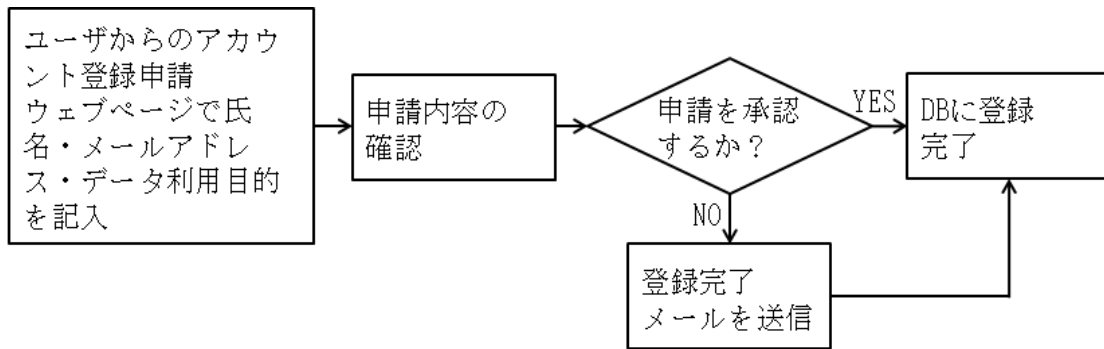 ユーザからのアカウ
ント登録申請
ウェブページで氏
名・メールアドレ
ス・データ利用目的
を記入
申請内容の
確認
申請を承認
するか？
YES
DBに登録
完了
NO
登録完了
メールを送信